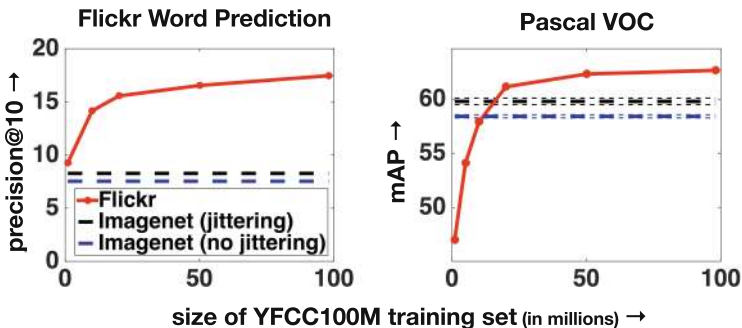 Flickr Word Prediction
Pascal VOC
precision@10 →
20
15
10
5
0
Flickr
Imagenet (jittering)
Imagenet (no jittering)
0
50
100
mAP →
60
55
50
0
50
100
size of YFCC100M training set (in millions) →